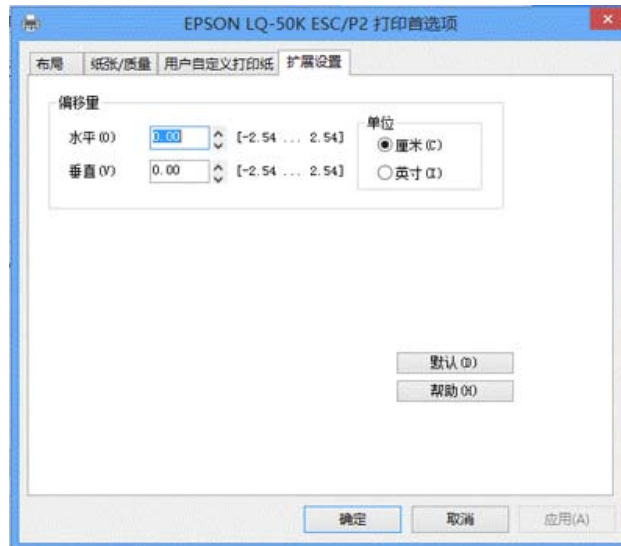 EPSON LQ-50K ESC/P2 打印首选项
布局 纸张/质量 用户自定义打印纸 扩展设置
偏移量
水平(O) 0.00 [-2.54 ... 2.54]
垂直(V) 0.00 [-2.54 ... 2.54]
单位
厘米(C)
英寸(I)
默认(D)
帮助(H)
确定 取消 应用(A)